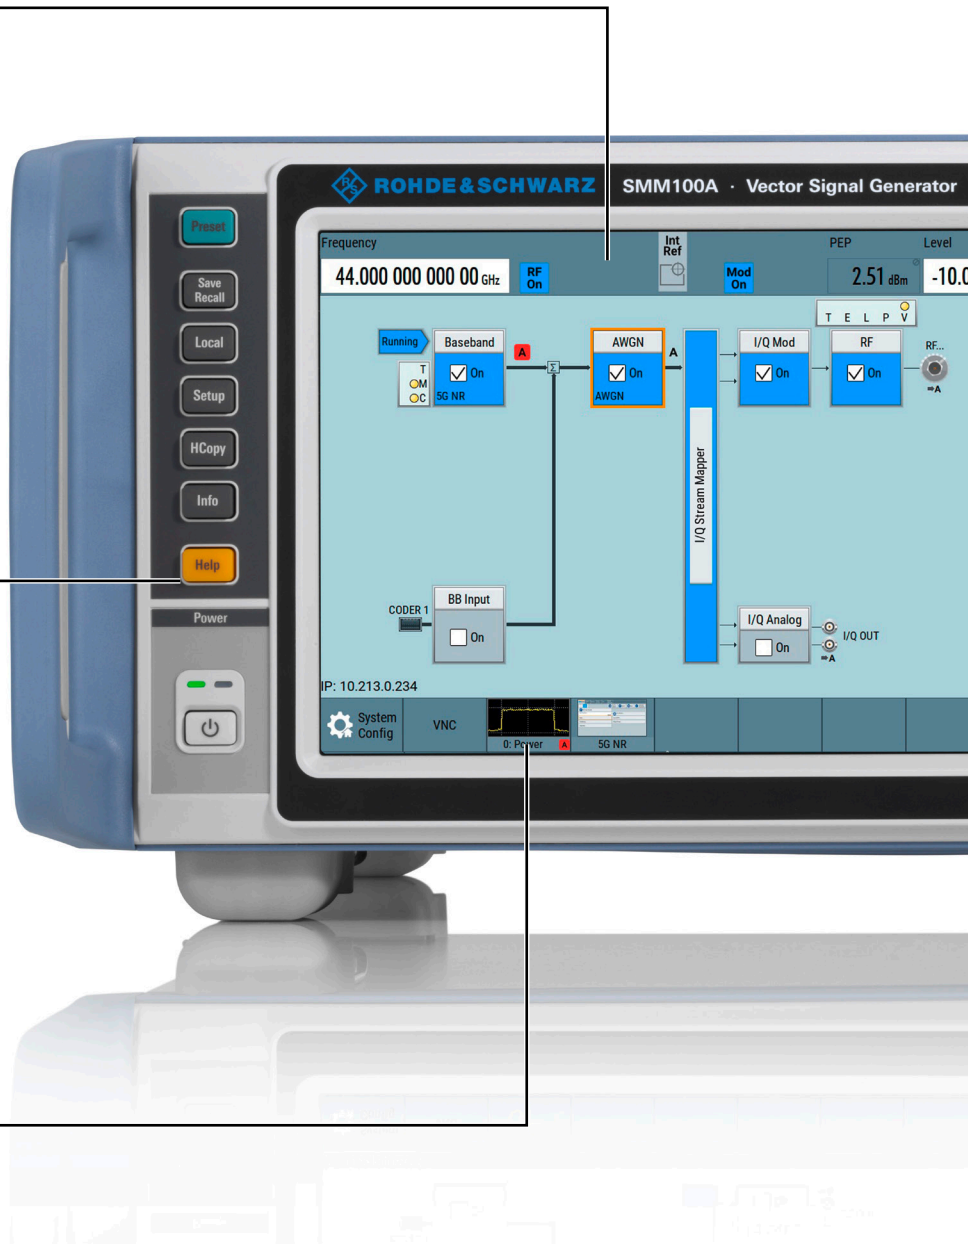 ROHDE&SCHWARZ SMM100A · Vector Signal Generator
Preset
Save
Recall
Local
Setup
HCopy
Info
Help
Power
Frequency
44.000 000 000 00 GHz
RF
On
Int
Ref
Mod
On
PEP
2.51 dBm
Level
-10.0
T E L P V
Running
Baseband
On
5G NR
T
M
C
A
Σ
AWGN
On
AWGN
A
I/Q Stream Mapper
I/Q Mod
On
RF
On
RF...
⇒A
CODER 1
BB Input
On
I/Q Analog
On
I/Q OUT
⇒A
IP: 10.213.0.234
System
Config
VNC
0: Power A
5G NR